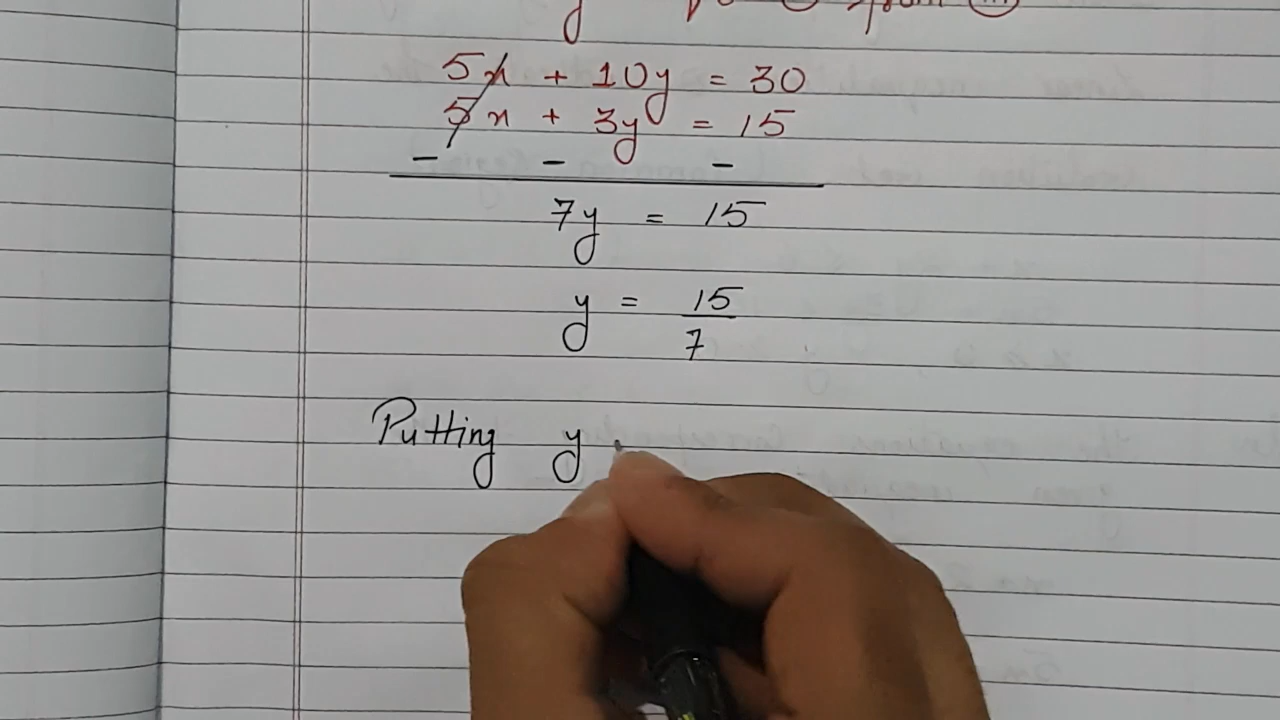 5x + 10y = 30
5x + 3y = 15
- - -
7y = 15
y = 15/7
Putting y